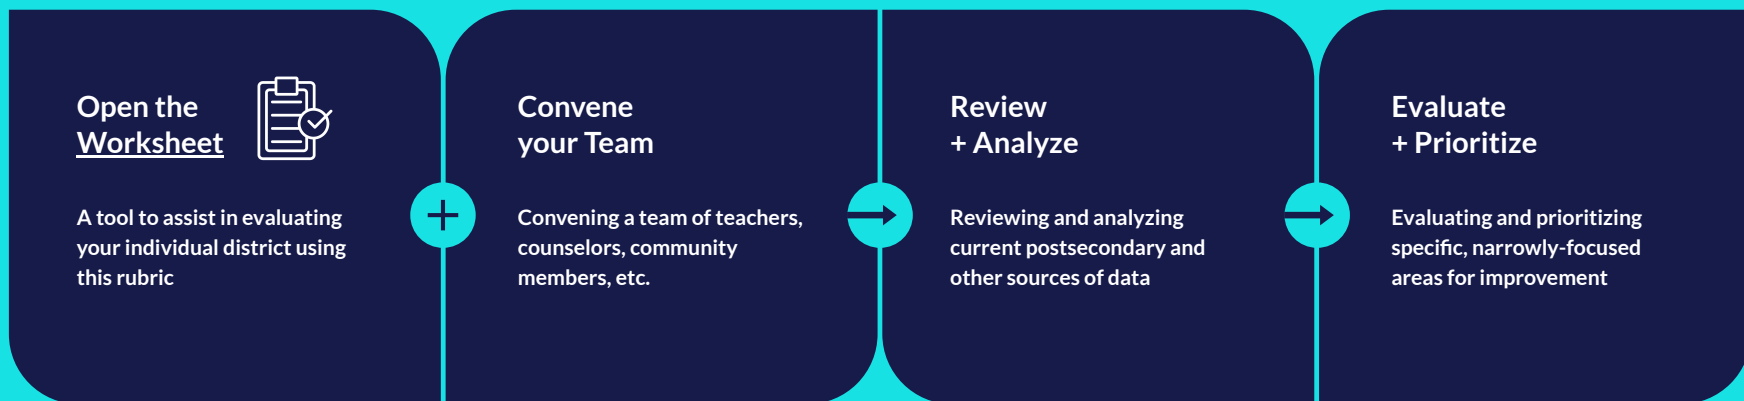 Open the
Worksheet
A tool to assist in evaluating
your individual district using
this rubric
+
Convene
your Team
Convening a team of teachers,
counselors, community
members, etc.
Review
+ Analyze
Reviewing and analyzing
current postsecondary and
other sources of data
Evaluate
+ Prioritize
Evaluating and prioritizing
specific, narrowly-focused
areas for improvement